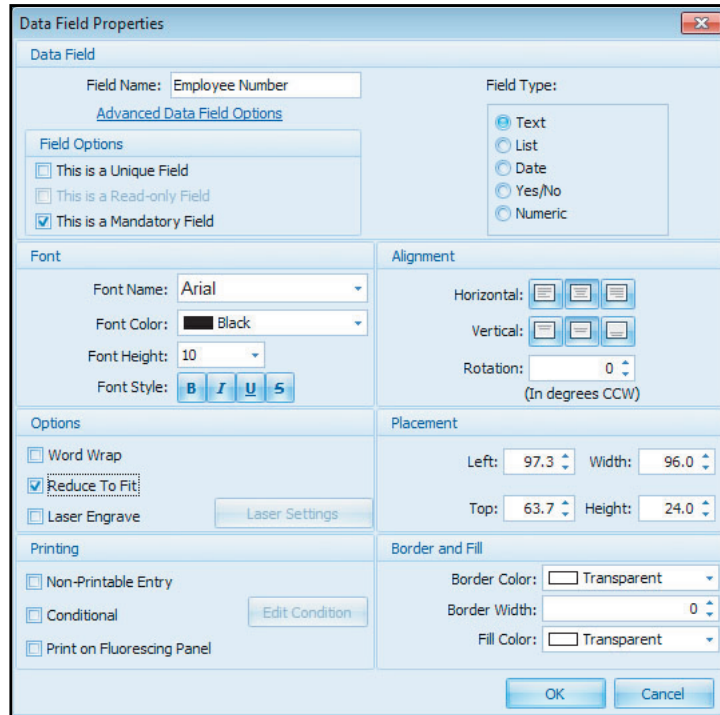 Data Field Properties
Data Field
Field Name: Employee Number
Advanced Data Field Options
Field Options
This is a Unique Field
This is a Read-only Field
This is a Mandatory Field
Field Type:
Text
List
Date
Yes/No
Numeric
Font
Font Name: Arial
Font Color: Black
Font Height: 10
Font Style: B I U S
Alignment
Horizontal:
Vertical:
Rotation: 0
(In degrees CCW)
Options
Word Wrap
Reduce To Fit
Laser Engrave Laser Settings
Placement
Left: 97.3 Width: 96.0
Top: 63.7 Height: 24.0
Printing
Non-Printable Entry
Conditional Edit Condition
Print on Fluorescing Panel
Border and Fill
Border Color: Transparent
Border Width: 0
Fill Color: Transparent
OK Cancel